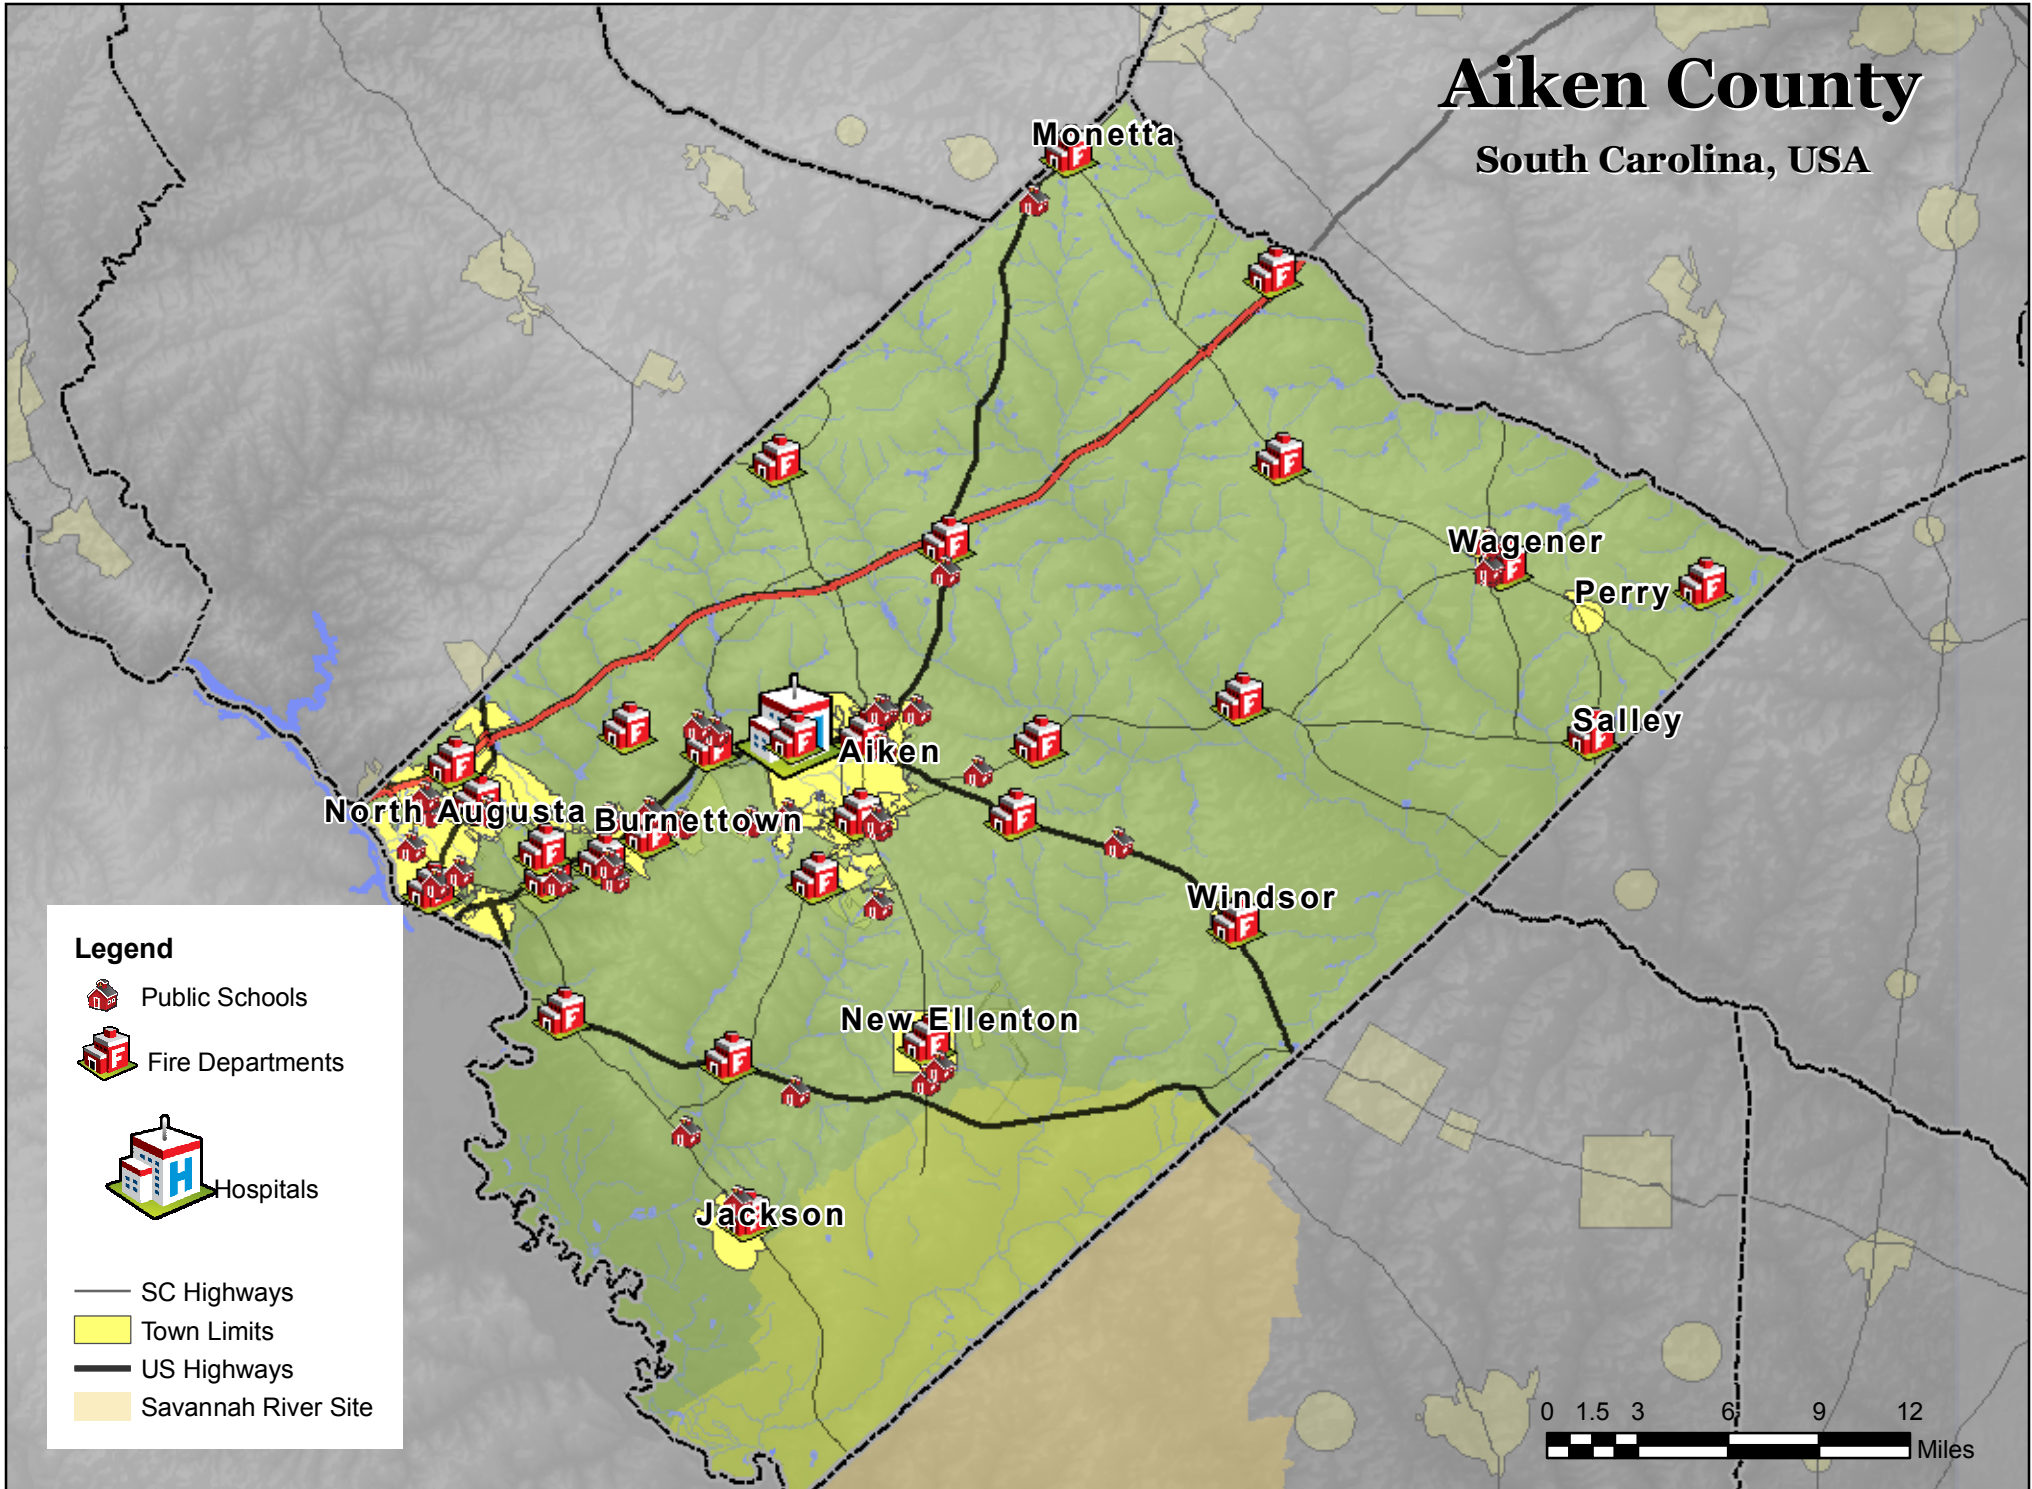 Aiken County
South Carolina, USA
Monetta
Wagener
Perry
Salley
Aiken
North Augusta
Burnettown
Windsor
New Ellenton
Jackson
Legend
Public Schools
F Fire Departments
H Hospitals
SC Highways
Town Limits
US Highways
Savannah River Site
0 1.5 3 6 9 12
Miles